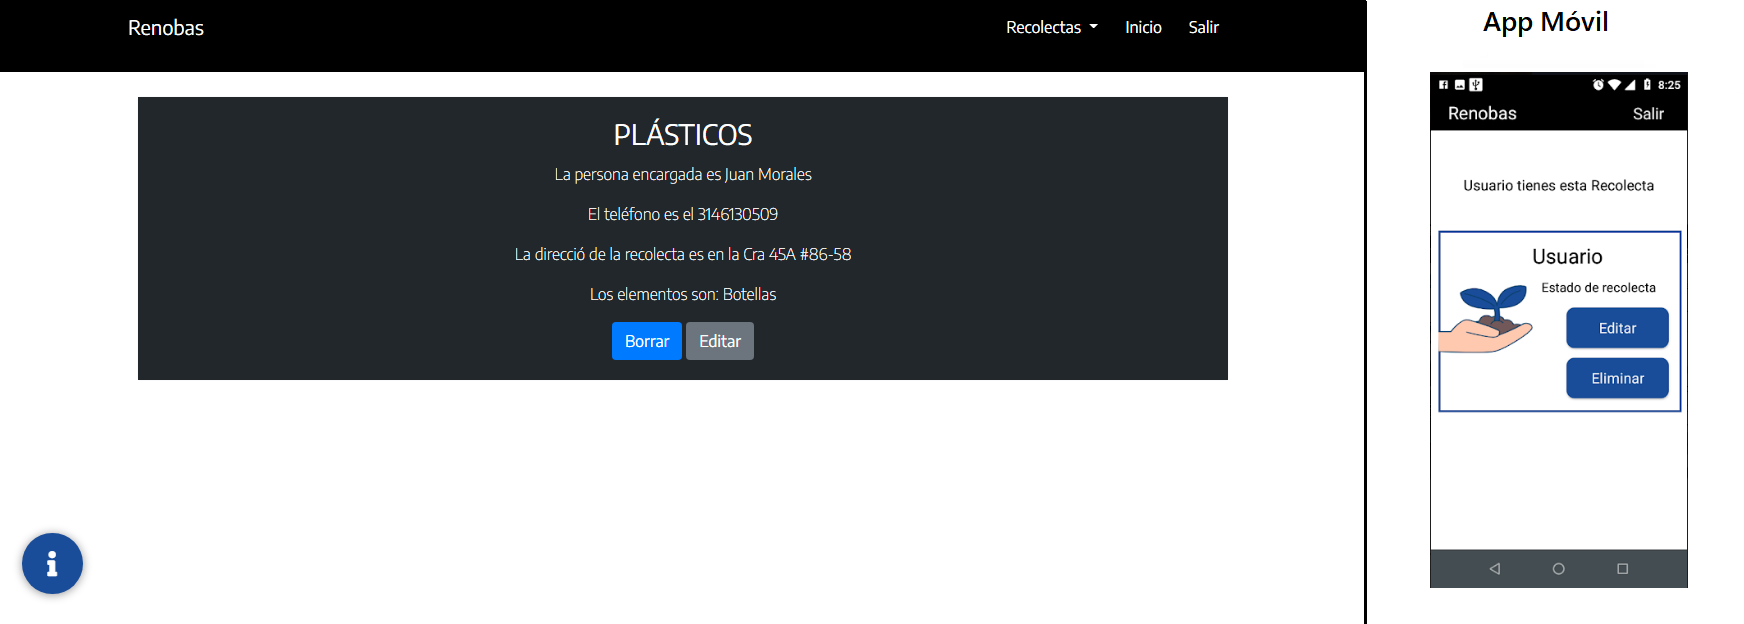 Renobas
Recolectas Inicio Salir
PLÁSTICOS
La persona encargada es Juan Morales
El teléfono es el 3146130509
La direcció de la recolecta es en la Cra 45A #86-58
Los elementos son: Botellas
Borrar Editar
App Móvil
8:25
Renobas Salir
Usuario tienes esta Recolecta
Usuario
Estado de recolecta
Editar
Eliminar